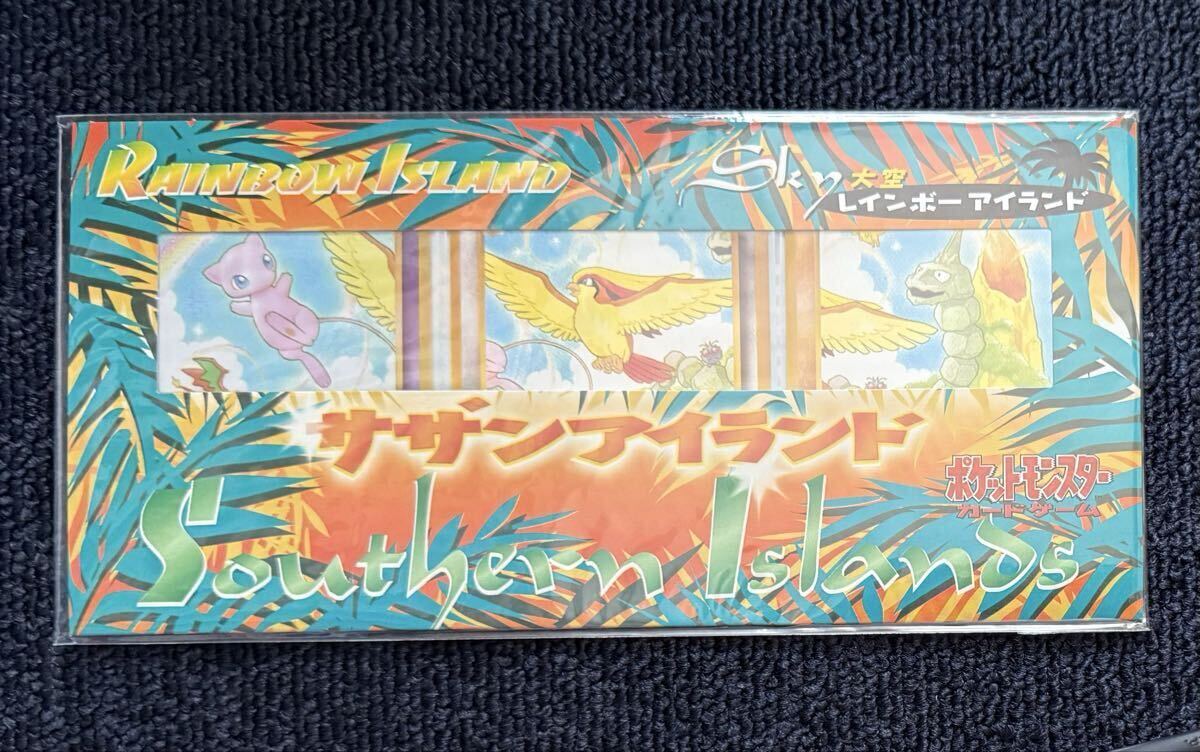 RAINBOW ISLAND
Sky 大空
レインボーアイランド
サザンアイランド
ポケットモンスター
カードゲーム
Southern Islands